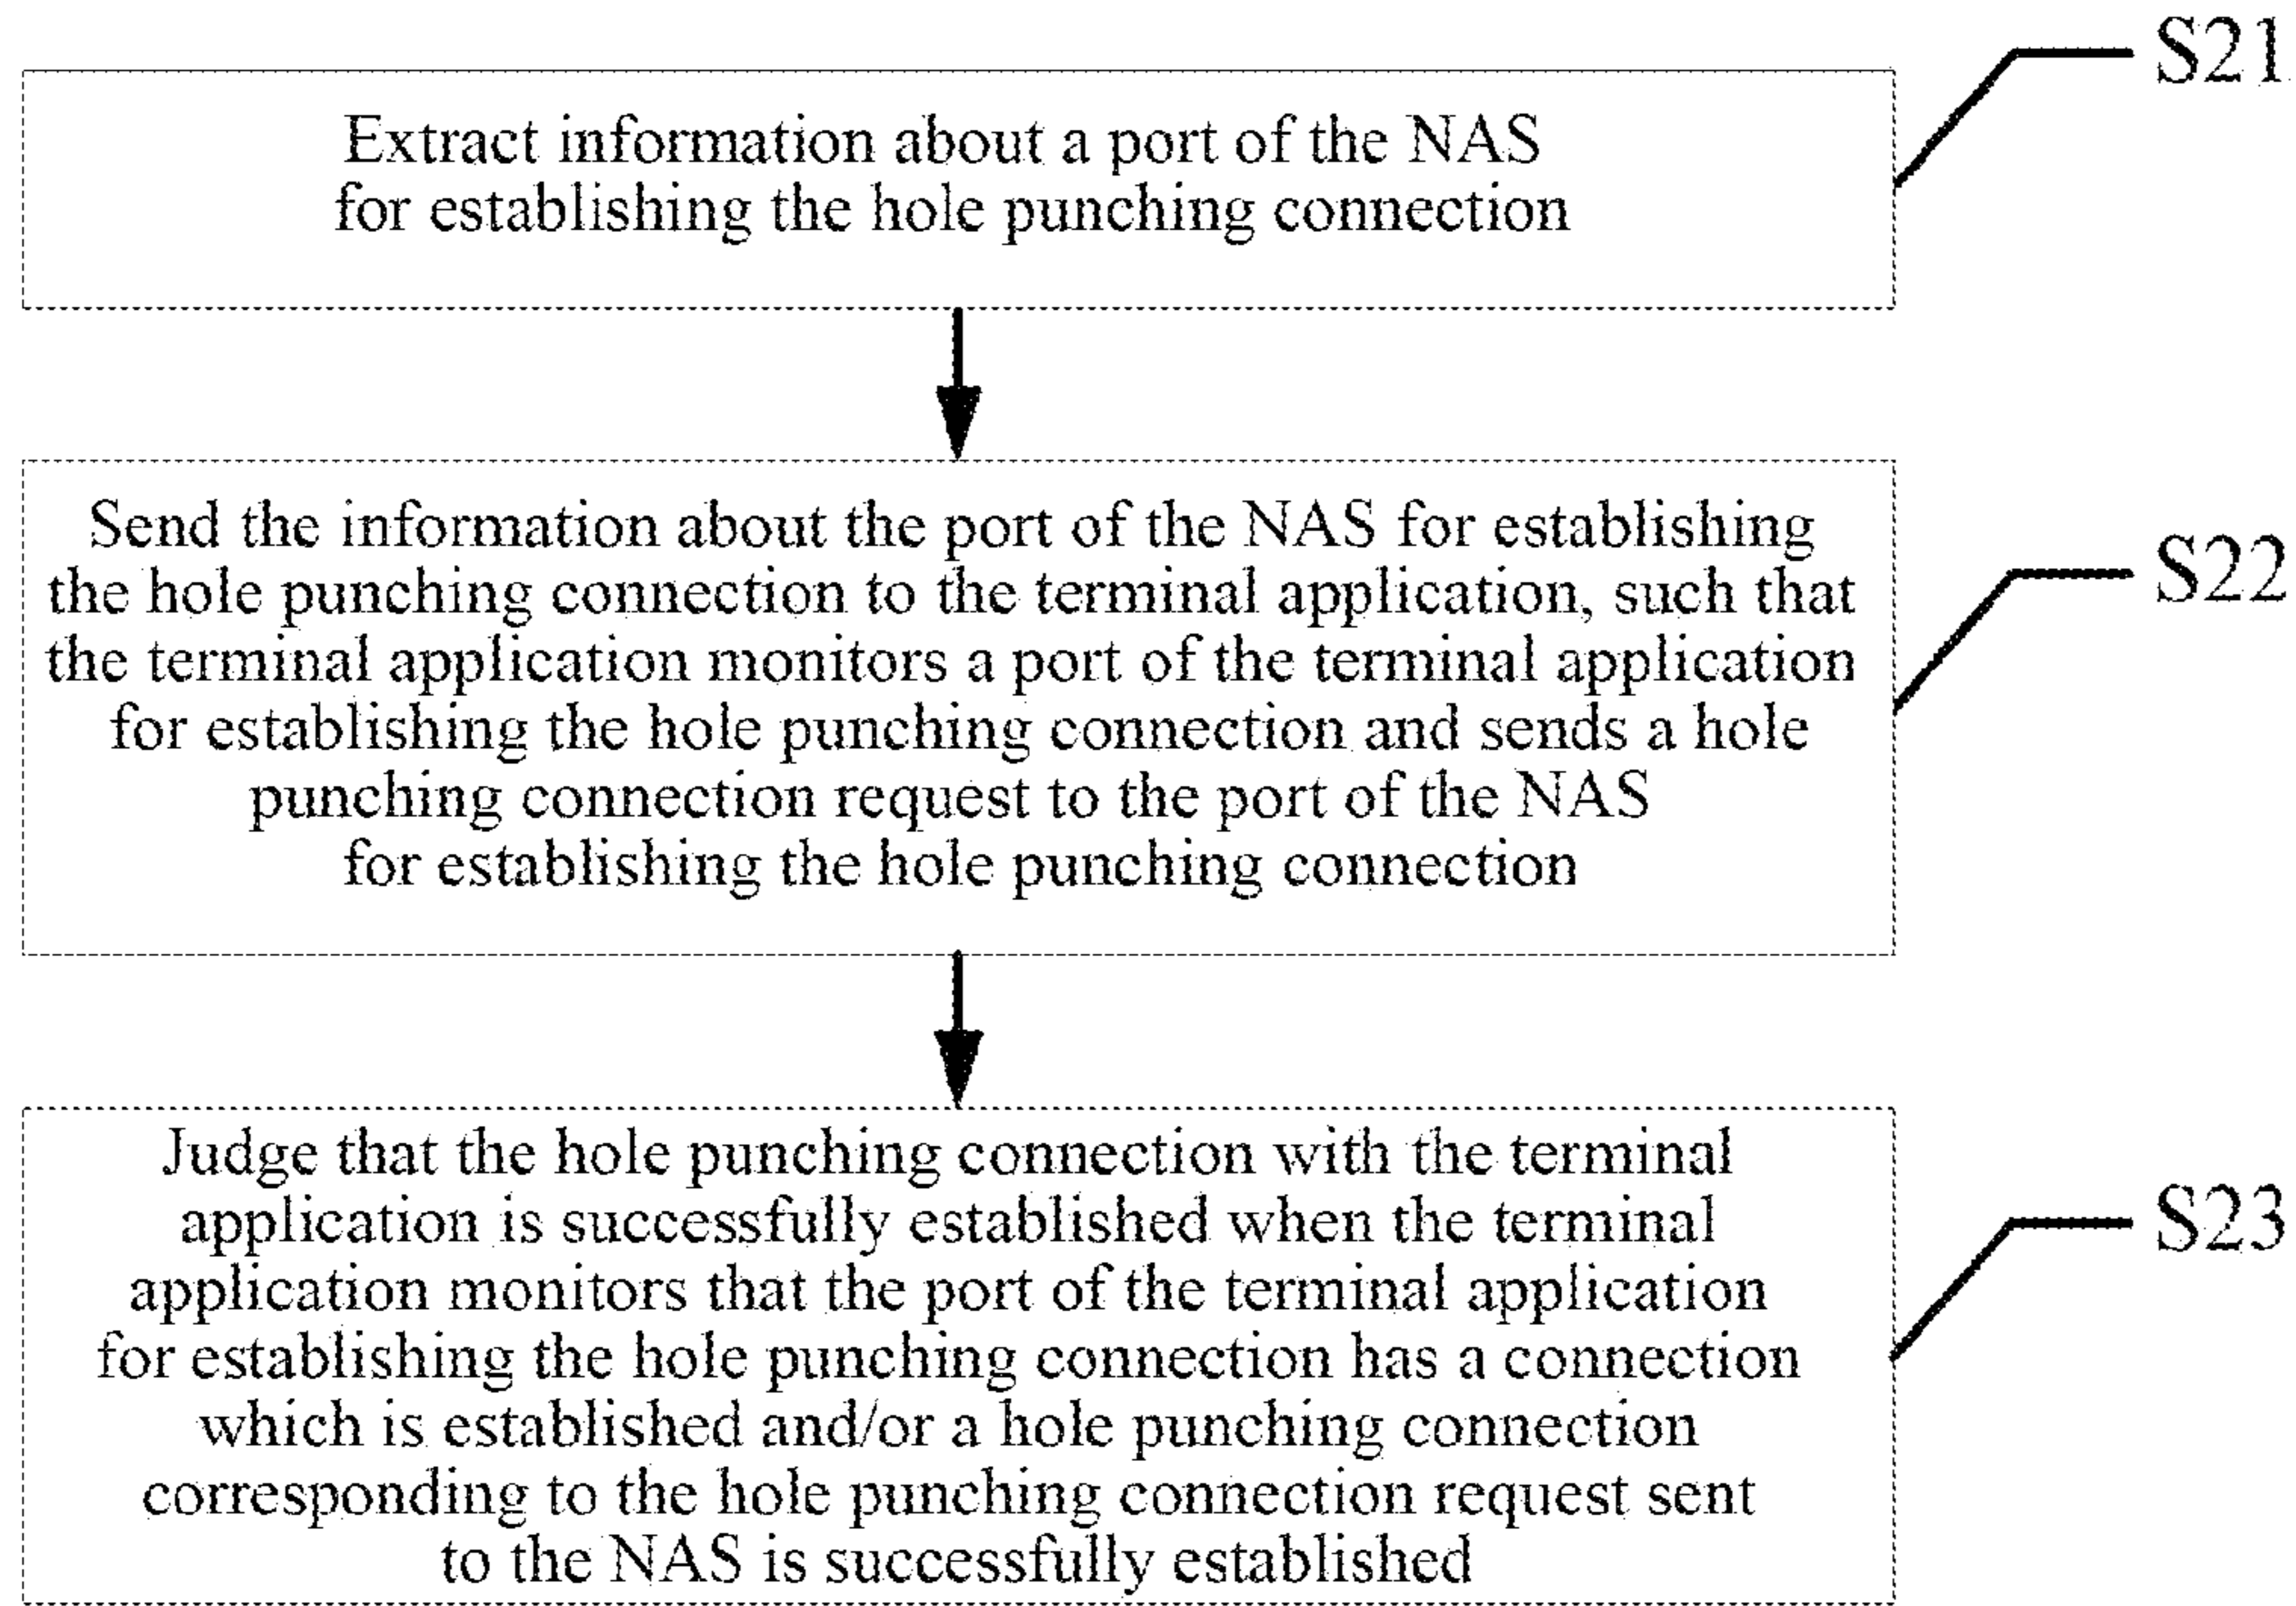 S21
Extract information about a port of the NAS
for establishing the hole punching connection
S22
Send the information about the port of the NAS for establishing
the hole punching connection to the terminal application, such that
the terminal application monitors a port of the terminal application
for establishing the hole punching connection and sends a hole
punching connection request to the port of the NAS
for establishing the hole punching connection
S23
Judge that the hole punching connection with the terminal
application is successfully established when the terminal
application monitors that the port of the terminal application
for establishing the hole punching connection has a connection
which is established and/or a hole punching connection
corresponding to the hole punching connection request sent
to the NAS is successfully established